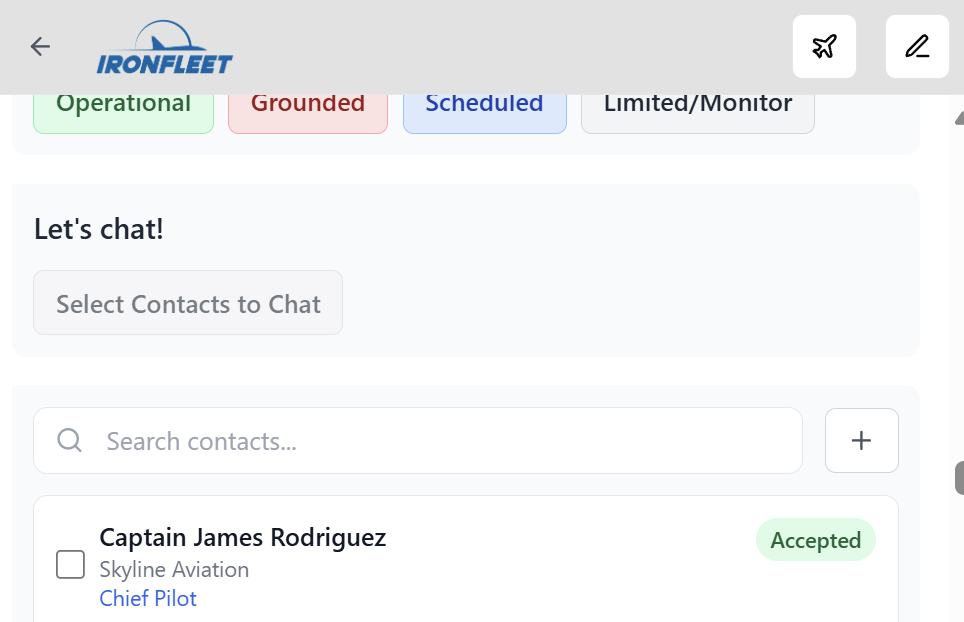 IRONFLEET
Operational Grounded Scheduled Limited/Monitor
Let's chat!
Select Contacts to Chat
Search contacts...
Captain James Rodriguez
Accepted
Skyline Aviation
Chief Pilot